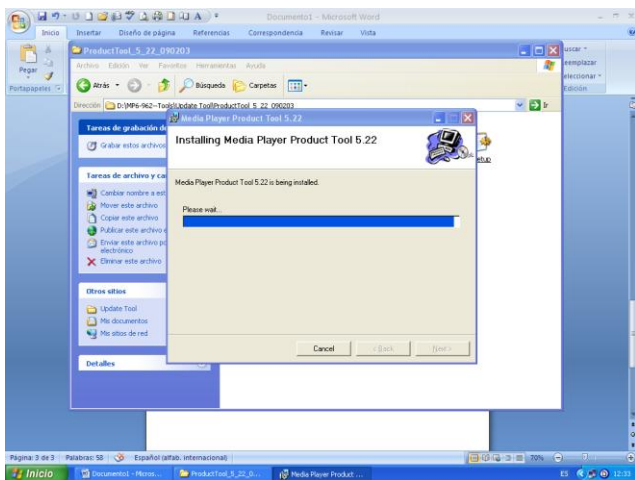 Documento1 - Microsoft Word
Inicio Insertar Diseño de página Referencias Correspondencia Revisar Vista
Pegar
Portapapeles
Edición
ProductTool_5_22_090203
Archivo Edición Ver Favoritos Herramientas Ayuda
Atrás Búsqueda Carpetas
Dirección D:\MP6-962--Tools\Update Tool\ProductTool_5_22_090203 Ir
Tareas de grabación de
Grabar estos archivos
Tareas de archivo y ca
Cambiar nombre a est
Mover este archivo
Copiar este archivo
Publicar este archivo e
Enviar este archivo po
electrónico
Eliminar este archivo
Otros sitios
Update Tool
Mis documentos
Mis sitios de red
Detalles
Media Player Product Tool 5.22
Installing Media Player Product Tool 5.22
Media Player Product Tool 5.22 is being installed.
Please wait...
Cancel < Back Next >
Página: 3 de 3 Palabras: 58 Español (alfab. internacional) 70%
Inicio Documento1 - Micros... ProductTool_5_22_0... Media Player Product ... ES 12:33